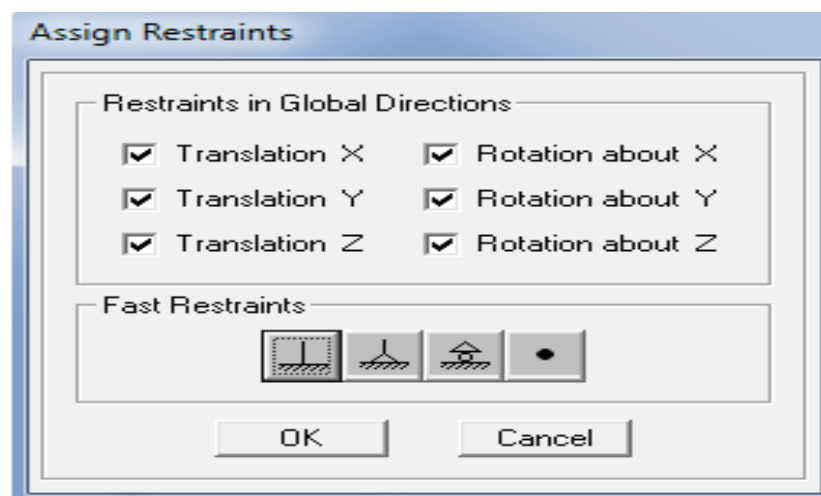 Assign Restraints
Restraints in Global Directions
Translation X Rotation about X
Translation Y Rotation about Y
Translation Z Rotation about Z
Fast Restraints
OK Cancel